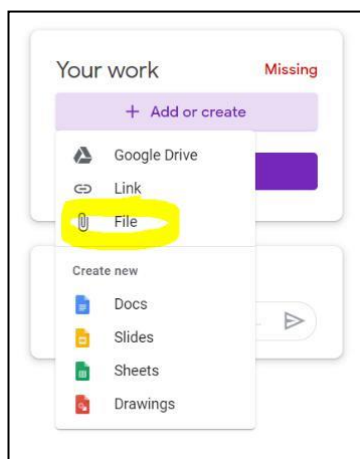 Your work Missing
+ Add or create
Google Drive
Link
File
Create new
Docs
Slides
Sheets
Drawings